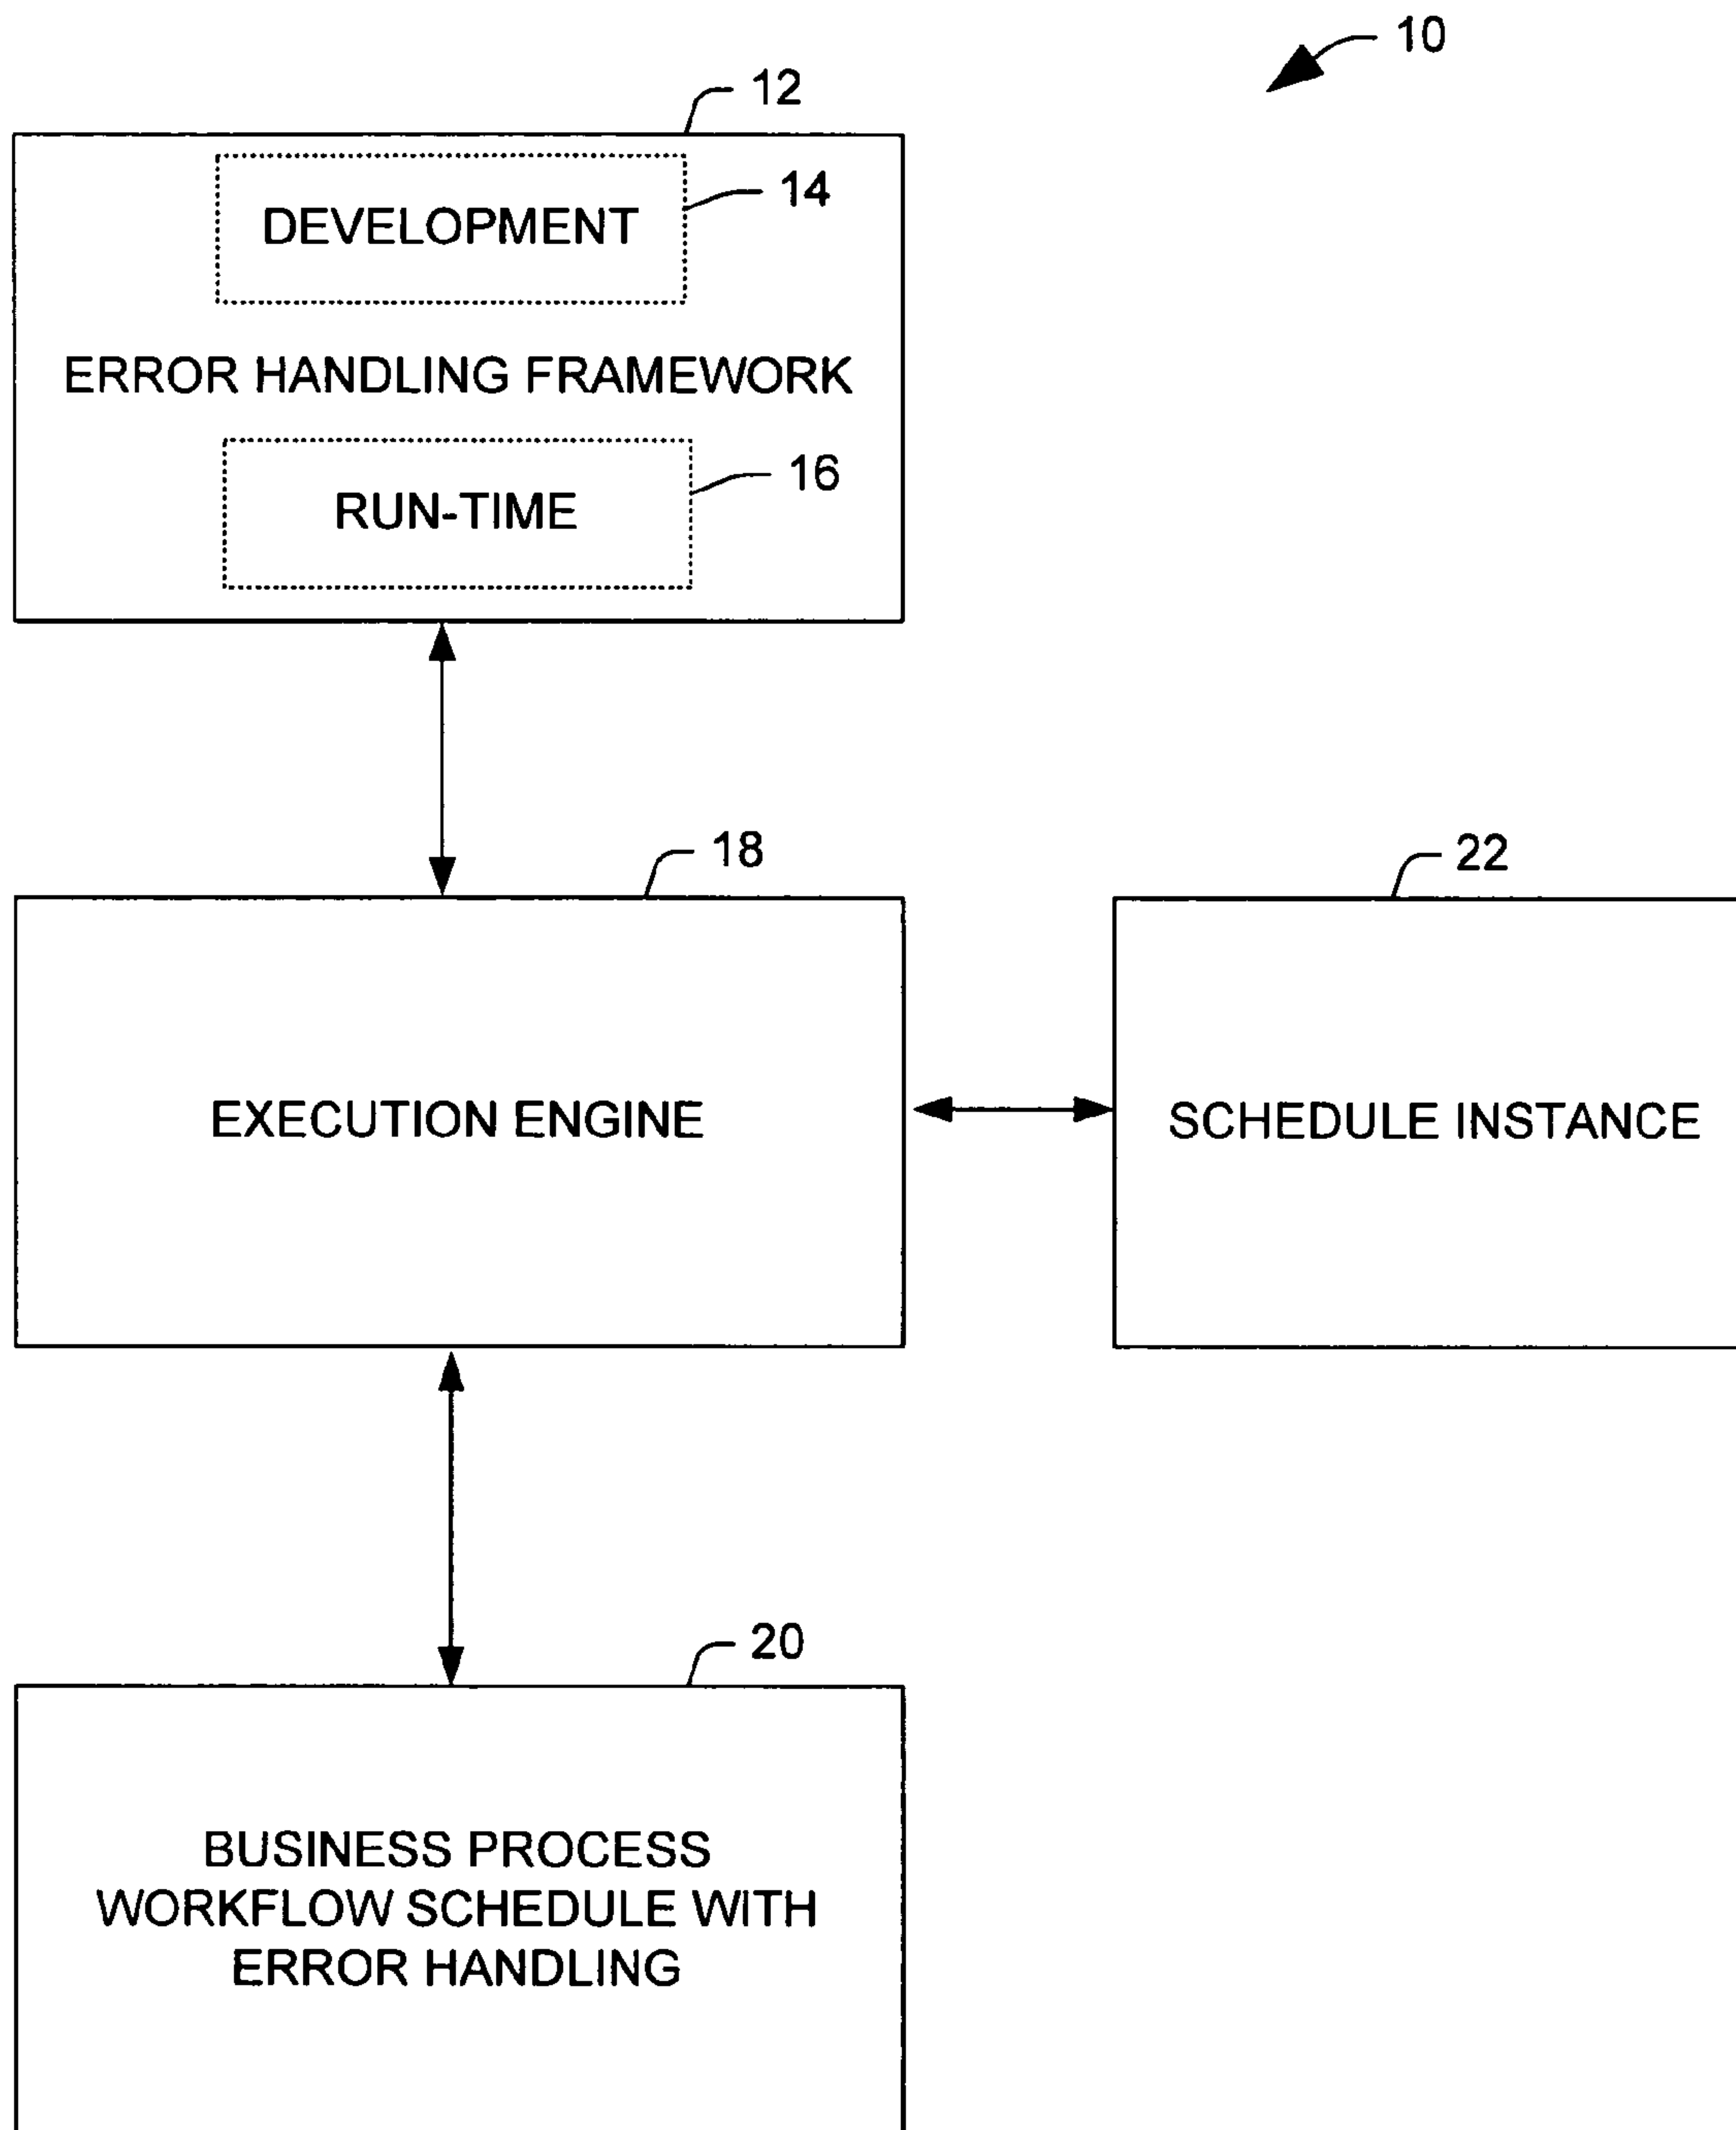 10
12
DEVELOPMENT
14
ERROR HANDLING FRAMEWORK
RUN-TIME
16
18
EXECUTION ENGINE
22
SCHEDULE INSTANCE
20
BUSINESS PROCESS
WORKFLOW SCHEDULE WITH
ERROR HANDLING